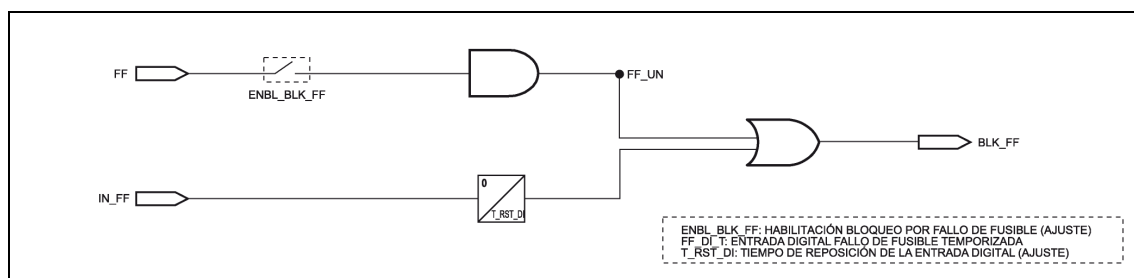 FF
ENBL_BLK_FF
FF_UN
BLK_FF
IN_FF
0
T_RST_DI
ENBL_BLK_FF: HABILITACIÓN BLOQUEO POR FALLO DE FUSIBLE (AJUSTE)
FF_DI_T: ENTRADA DIGITAL FALLO DE FUSIBLE TEMPORIZADA
T_RST_DI: TIEMPO DE REPOSICIÓN DE LA ENTRADA DIGITAL (AJUSTE)